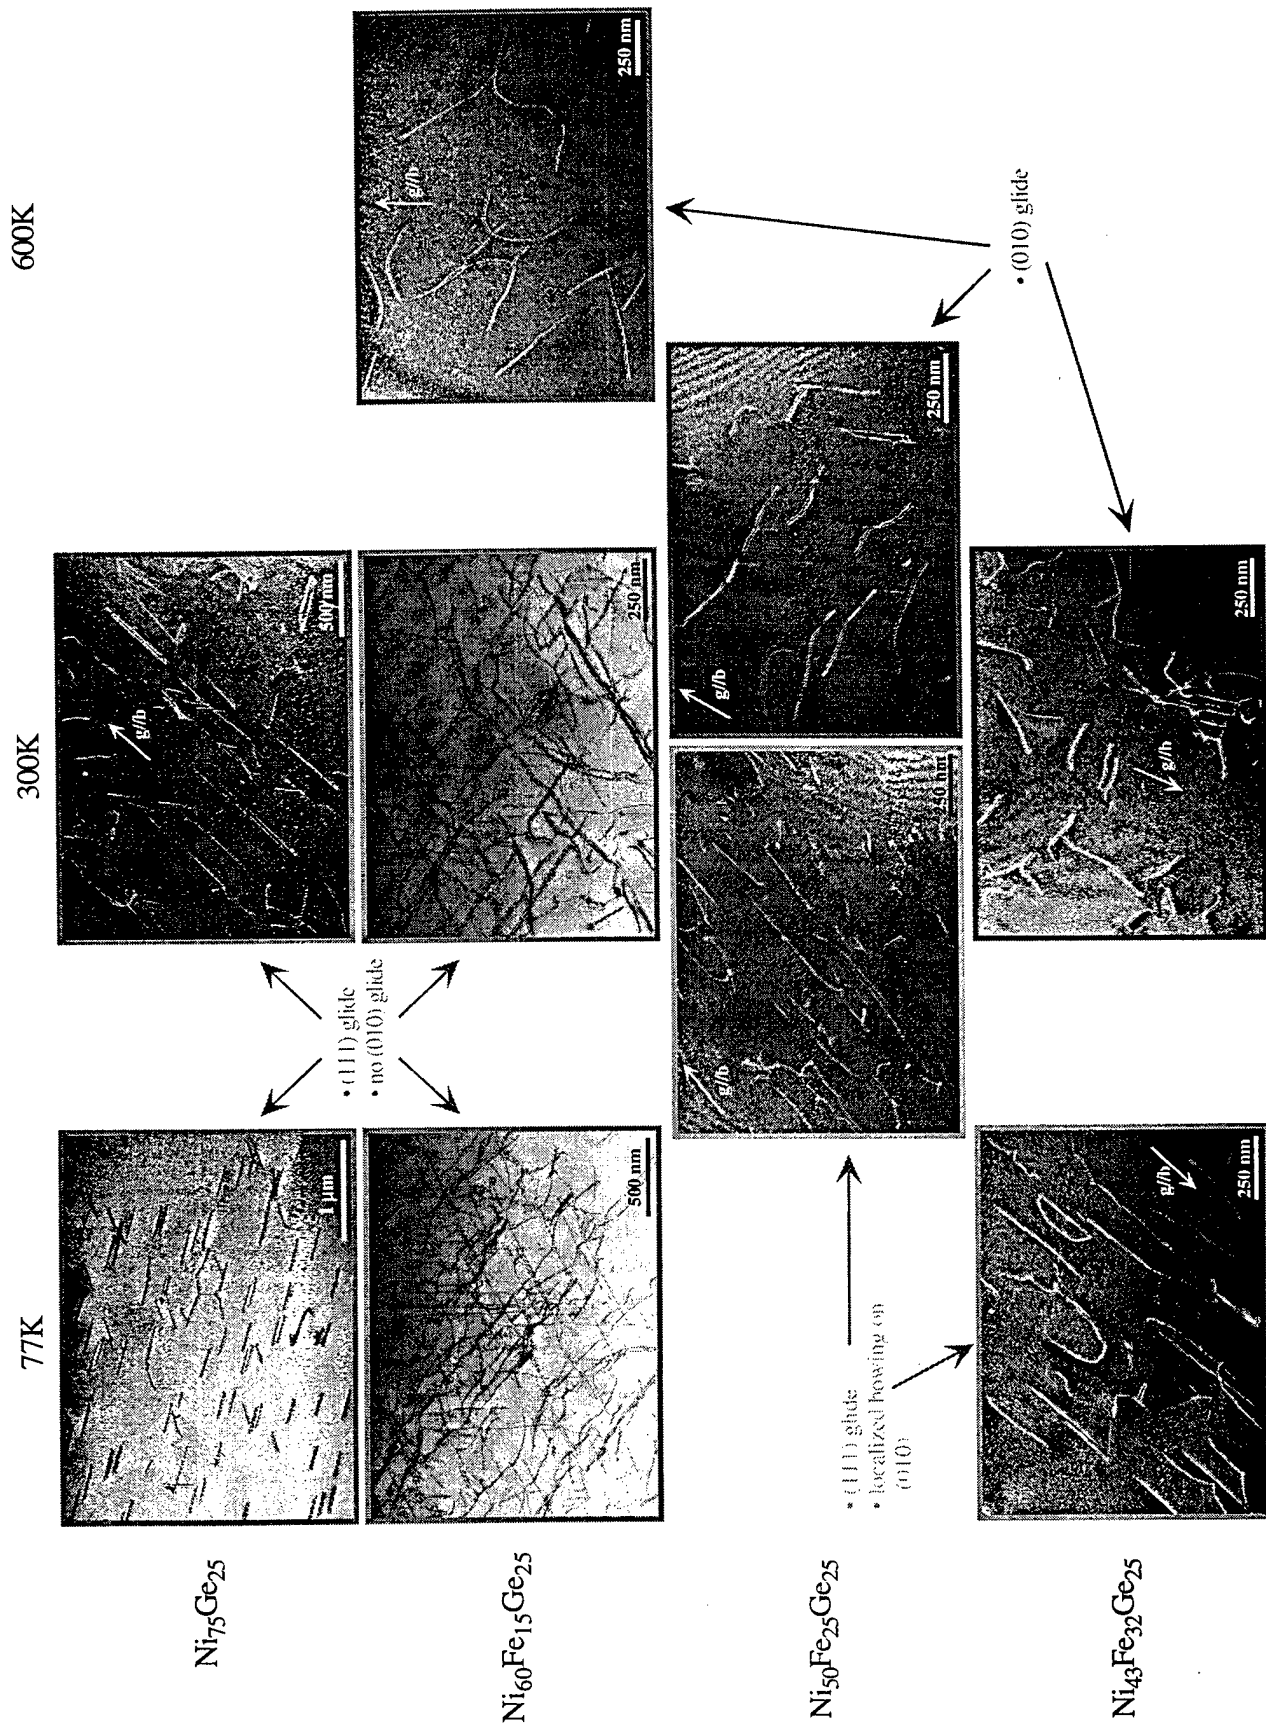 77K
300K
600K
Ni75Ge25
1 µm
g//b
500 nm
• (111) glide
• no (010) glide
Ni60Fe15Ge25
500 nm
250 nm
g//b
250 nm
Ni50Fe25Ge25
• (111) glide
• localized bowing on
(010)
g//b
250 nm
g//b
250 nm
• (010) glide
Ni43Fe32Ge25
g//b
250 nm
g//b
250 nm